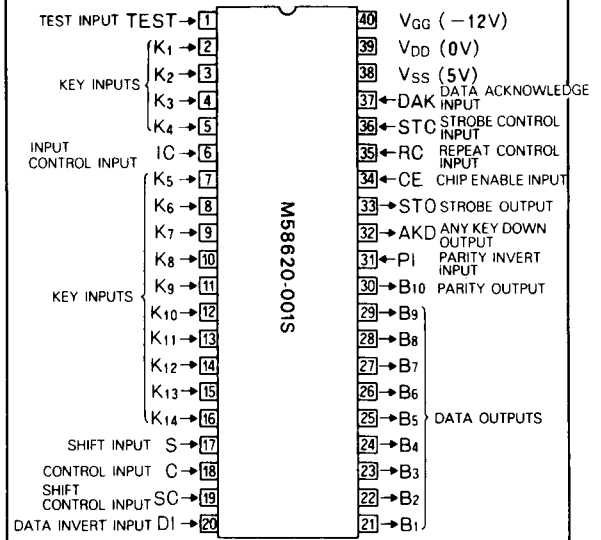 TEST INPUT TEST → 1
K1 → 2
K2 → 3
KEY INPUTS
K3 → 4
K4 → 5
INPUT
CONTROL INPUT IC → 6
K5 → 7
K6 → 8
K7 → 9
K8 → 10
K9 → 11
KEY INPUTS
K10 → 12
K11 → 13
K12 → 14
K13 → 15
K14 → 16
SHIFT INPUT S → 17
CONTROL INPUT C → 18
SHIFT
CONTROL INPUT SC → 19
DATA INVERT INPUT DI → 20
M58620-001S
40 VGG (−12V)
39 VDD (0V)
38 VSS (5V)
37 ← DAK DATA ACKNOWLEDGE
INPUT
36 ← STC STROBE CONTROL
INPUT
35 ← RC REPEAT CONTROL
INPUT
34 ← CE CHIP ENABLE INPUT
33 → STO STROBE OUTPUT
32 → AKD ANY KEY DOWN
OUTPUT
31 ← PI PARITY INVERT
INPUT
30 → B10 PARITY OUTPUT
29 → B9
28 → B8
27 → B7
26 → B6
25 → B5 DATA OUTPUTS
24 → B4
23 → B3
22 → B2
21 → B1